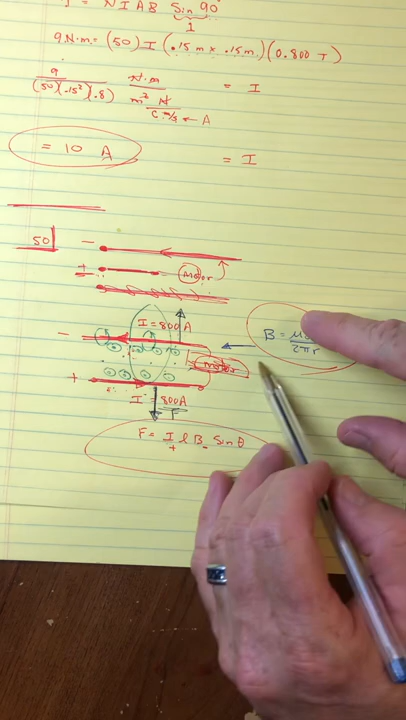 = NIAB Sin 90°
1
9 N·m = (50) I (.15 m × .15 m)(0.800 T)
9 N·m = I
(50)(.15²)(.8) m² N
C·m/s ← A
= 10 A = I
50
−
+ Motor
I = 800 A
− B = μ
2πr
Motor
+
I = 800 A
F
F = I₊ l B₋ Sin θ